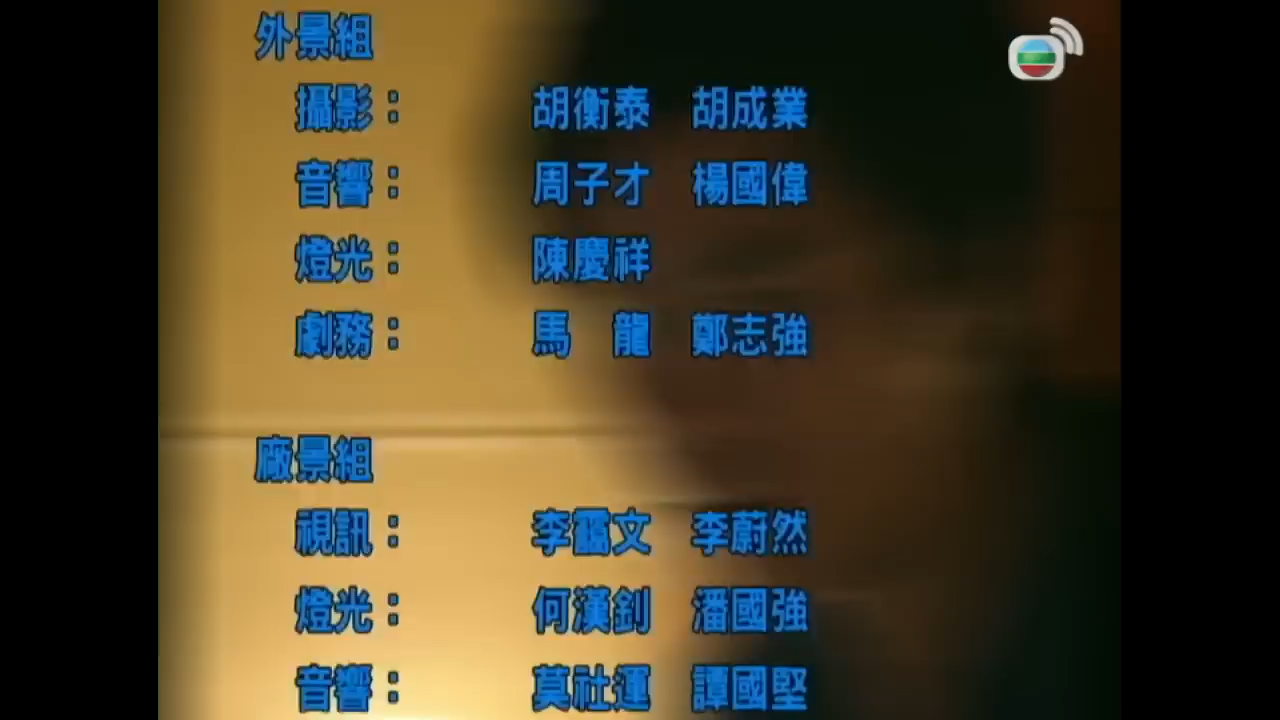 外景組
攝影： 胡衡泰 胡成業
音響： 周子才 楊國偉
燈光： 陳慶祥
劇務： 馬 龍 鄭志強
廠景組
視訊： 李靄文 李蔚然
燈光： 何漢釗 潘國強
音響： 莫社運 譚國堅